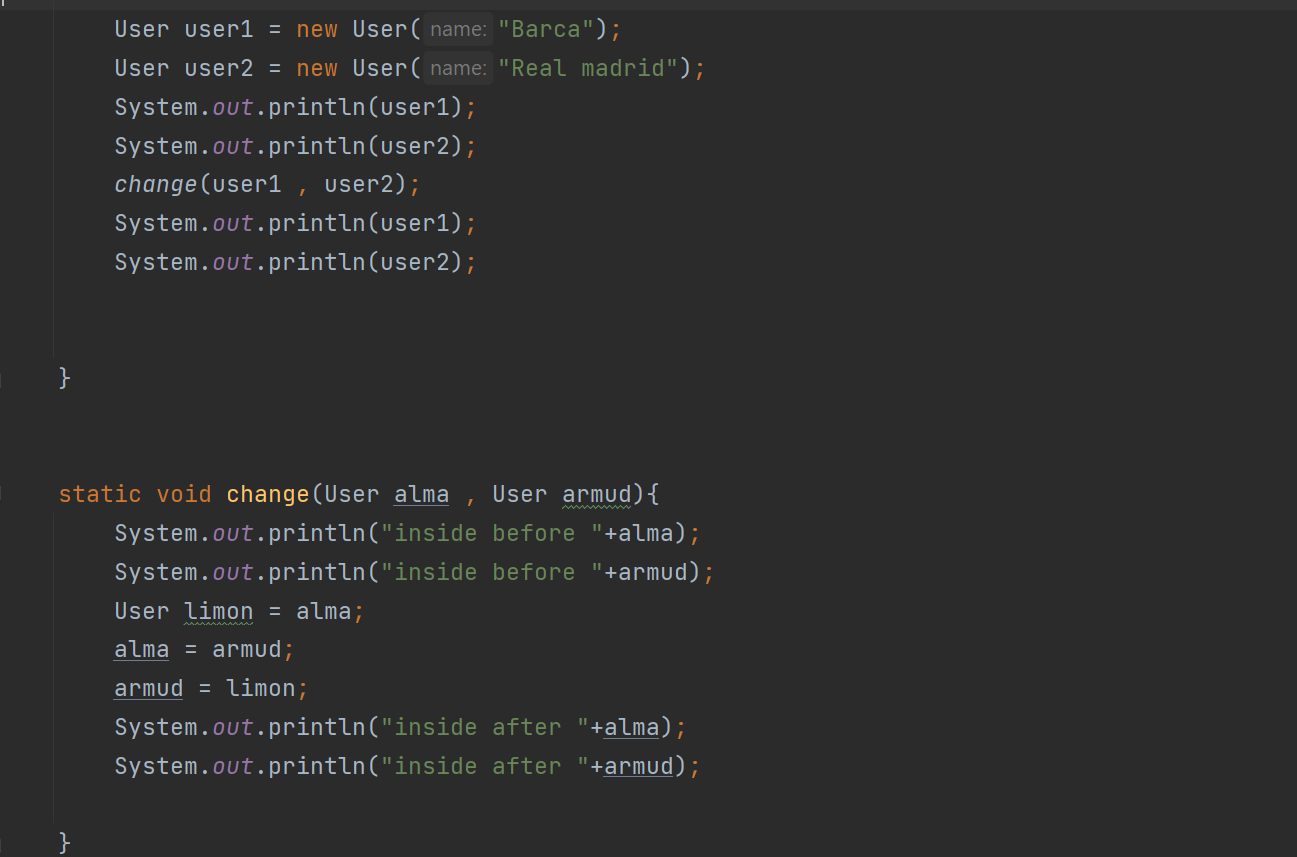 User user1 = new User( name: "Barca");
User user2 = new User( name: "Real madrid");
System.out.println(user1);
System.out.println(user2);
change(user1 , user2);
System.out.println(user1);
System.out.println(user2);
}
static void change(User alma , User armud){
System.out.println("inside before "+alma);
System.out.println("inside before "+armud);
User limon = alma;
alma = armud;
armud = limon;
System.out.println("inside after "+alma);
System.out.println("inside after "+armud);
}